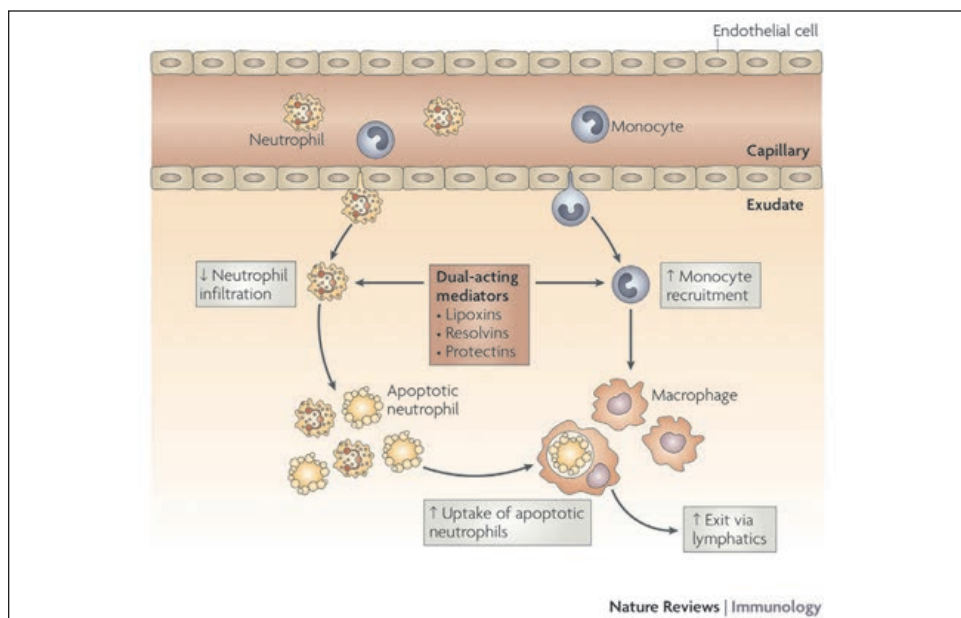 Endothelial cell
Neutrophil
Monocyte
Capillary
Exudate
↓ Neutrophil
infiltration
Dual-acting
mediators
• Lipoxins
• Resolvins
• Protectins
↑ Monocyte
recruitment
Apoptotic
neutrophil
Macrophage
↑ Uptake of apoptotic
neutrophils
↑ Exit via
lymphatics
Nature Reviews | Immunology